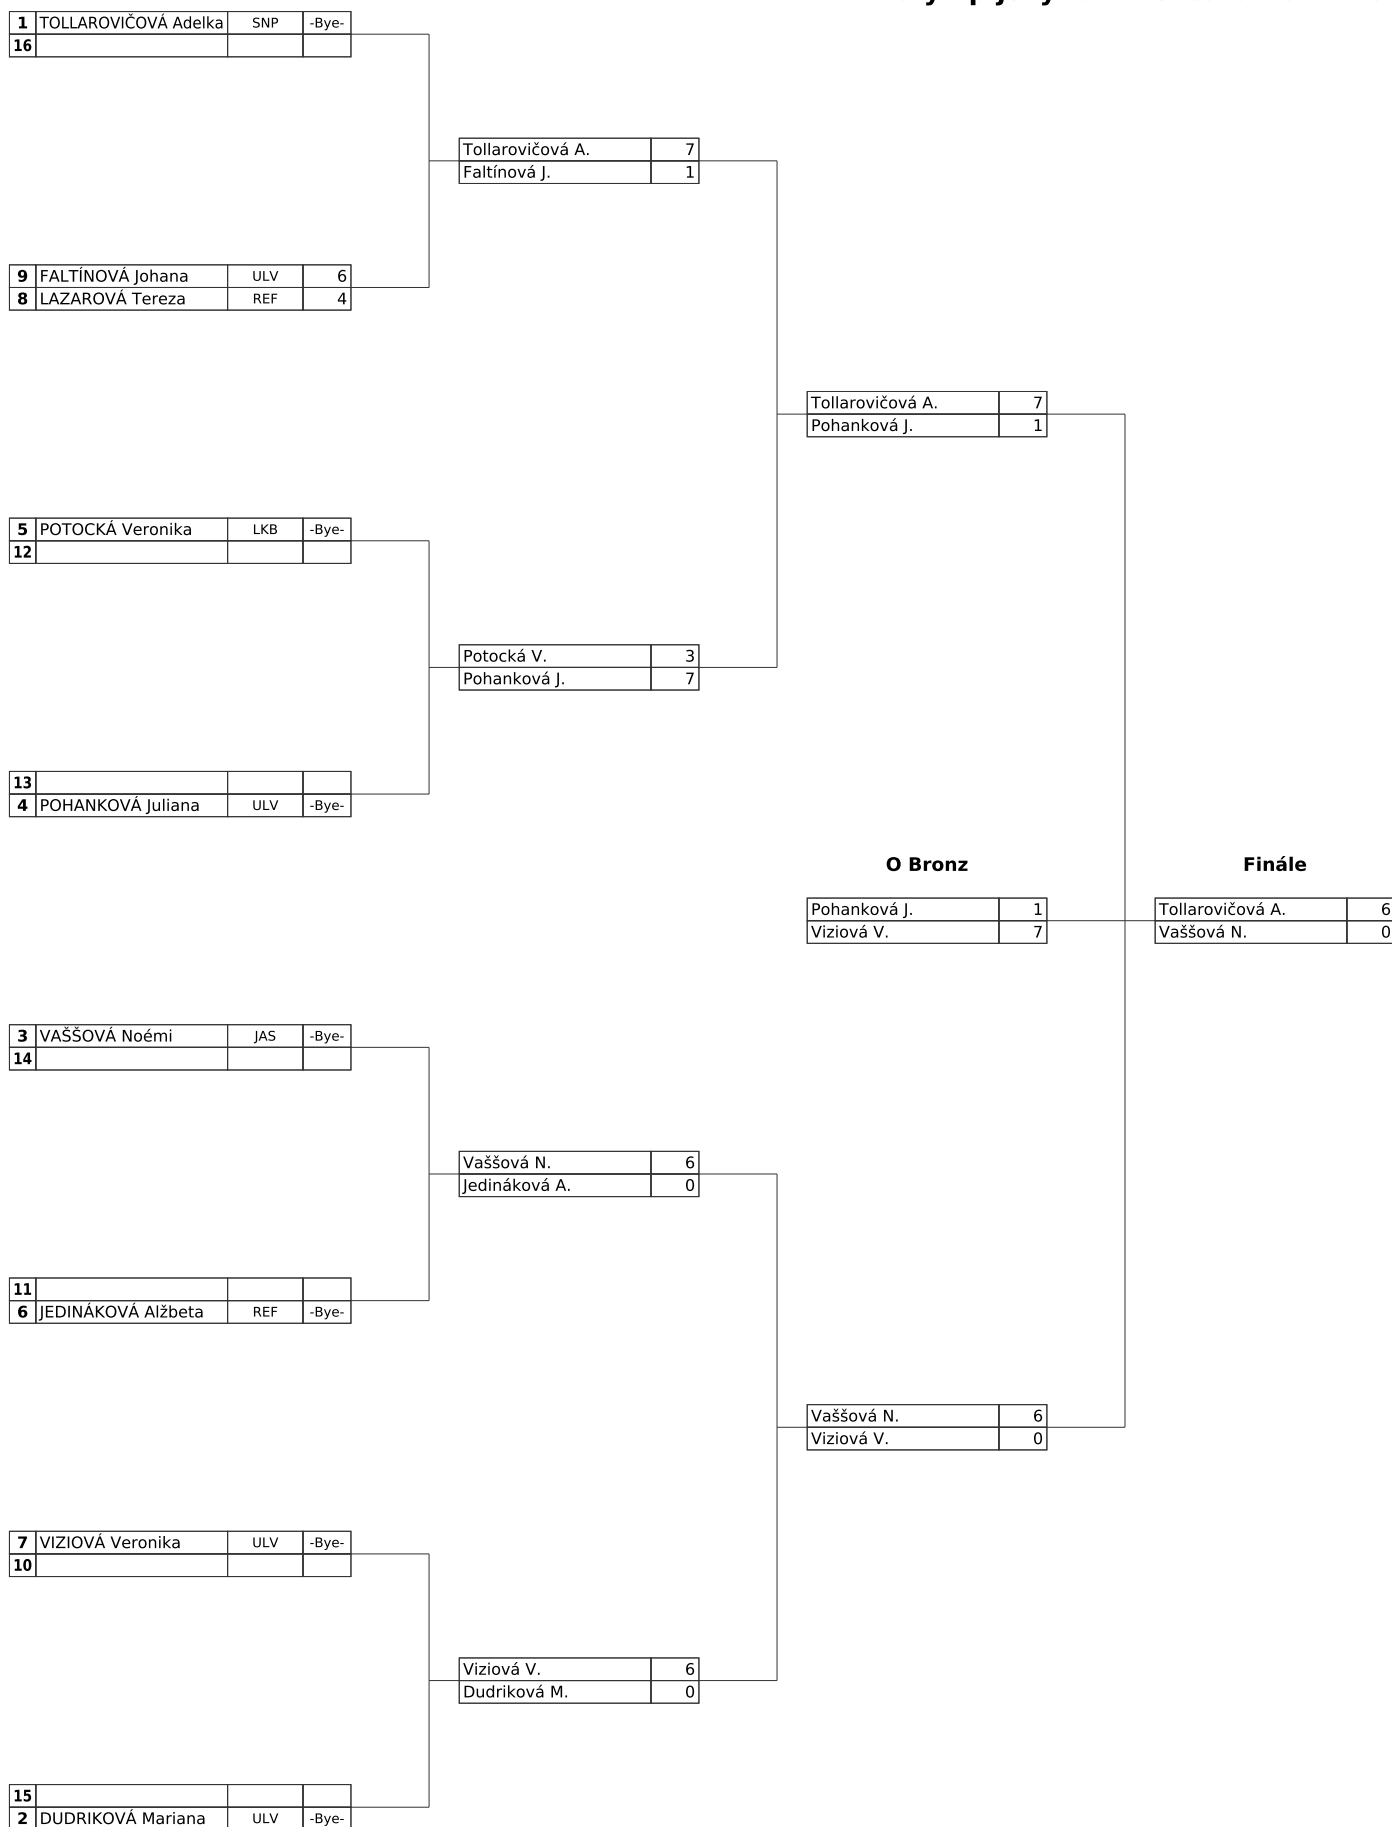 1 TOLLAROVIČOVÁ Adelka SNP -Bye-
16
Tollarovičová A. 7
Faltínová J. 1
9 FALTÍNOVÁ Johana ULV 6
8 LAZAROVÁ Tereza REF 4
Tollarovičová A. 7
Pohanková J. 1
5 POTOCKÁ Veronika LKB -Bye-
12
Potocká V. 3
Pohanková J. 7
13
4 POHANKOVÁ Juliana ULV -Bye-
O Bronz Finále
Pohanková J. 1 Tollarovičová A. 6
Viziová V. 7 Vaššová N. 0
3 VAŠŠOVÁ Noémi JAS -Bye-
14
Vaššová N. 6
Jedináková A. 0
11
6 JEDINÁKOVÁ Alžbeta REF -Bye-
Vaššová N. 6
Viziová V. 0
7 VIZIOVÁ Veronika ULV -Bye-
10
Viziová V. 6
Dudriková M. 0
15
2 DUDRIKOVÁ Mariana ULV -Bye-